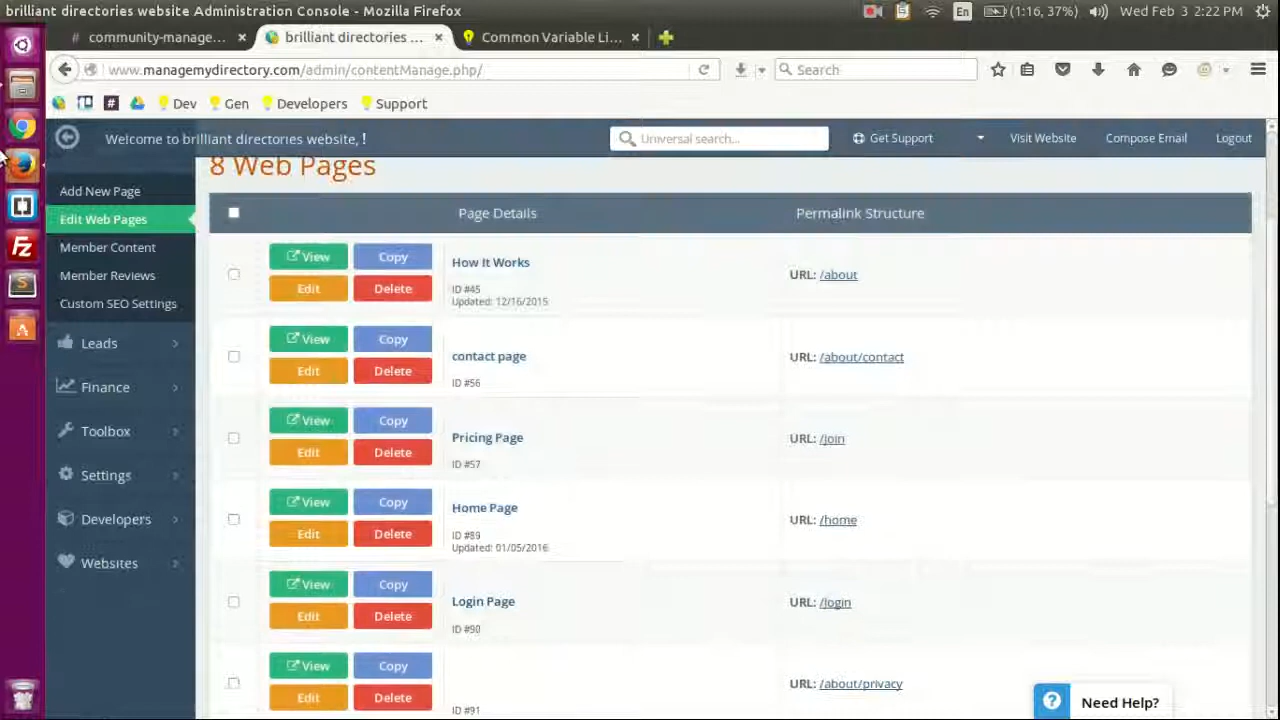 brilliant directories website Administration Console - Mozilla Firefox
En
(1:16, 37%)
Wed Feb 3 2:22 PM
# community-manage... ×
brilliant directories ... ×
Common Variable Li... ×
www.managemydirectory.com/admin/contentManage.php/
Search
Dev
Gen
Developers
Support
Welcome to brilliant directories website, !
Universal search...
Get Support
Visit Website
Compose Email
Logout
8 Web Pages
Add New Page
Edit Web Pages
Member Content
Member Reviews
Custom SEO Settings
Leads
Finance
Toolbox
Settings
Developers
Websites
Page Details
Permalink Structure
View
Copy
Edit
Delete
How It Works
ID #45
Updated: 12/16/2015
URL: /about
View
Copy
Edit
Delete
contact page
ID #56
URL: /about/contact
View
Copy
Edit
Delete
Pricing Page
ID #57
URL: /join
View
Copy
Edit
Delete
Home Page
ID #89
Updated: 01/05/2016
URL: /home
View
Copy
Edit
Delete
Login Page
ID #90
URL: /login
View
Copy
Edit
Delete
ID #91
URL: /about/privacy
Need Help?